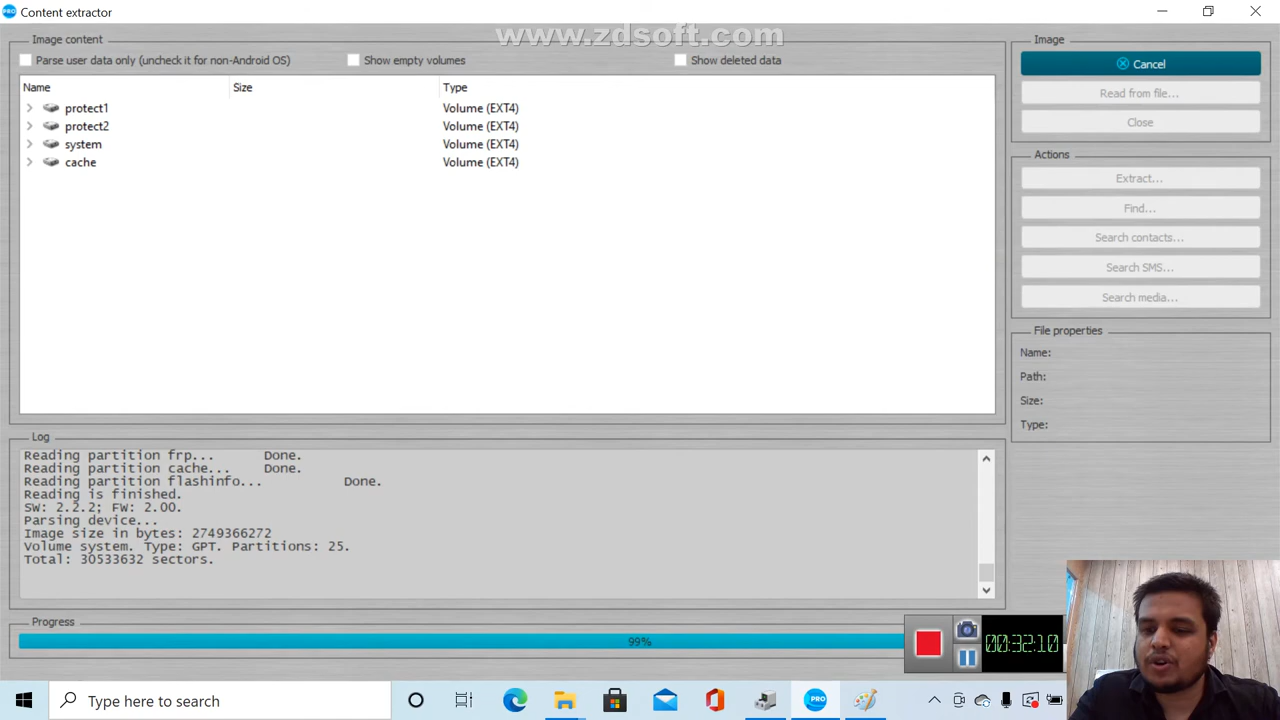 PRO Content extractor
www.zdsoft.com
Image content
Parse user data only (uncheck it for non-Android OS)
Show empty volumes
Show deleted data
Name Size Type
protect1 Volume (EXT4)
protect2 Volume (EXT4)
system Volume (EXT4)
cache Volume (EXT4)
Image
Cancel
Read from file...
Close
Actions
Extract...
Find...
Search contacts...
Search SMS...
Search media...
File properties
Name:
Path:
Size:
Type:
Log
Reading partition frp... Done.
Reading partition cache... Done.
Reading partition flashinfo... Done.
Reading is finished.
SW: 2.2.2; FW: 2.00.
Parsing device...
Image size in bytes: 2749366272
Volume system. Type: GPT. Partitions: 25.
Total: 30533632 sectors.
Progress
99%
00:32:10
Type here to search
PRO